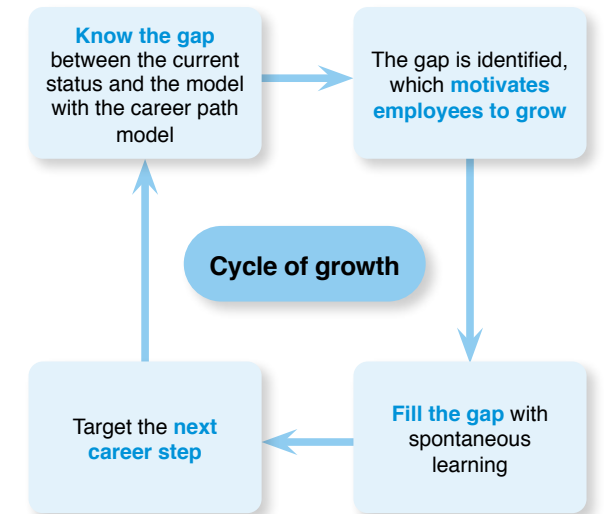 Know the gap
between the current
status and the model
with the career path
model
The gap is identified,
which motivates
employees to grow
Cycle of growth
Target the next
career step
Fill the gap with
spontaneous
learning